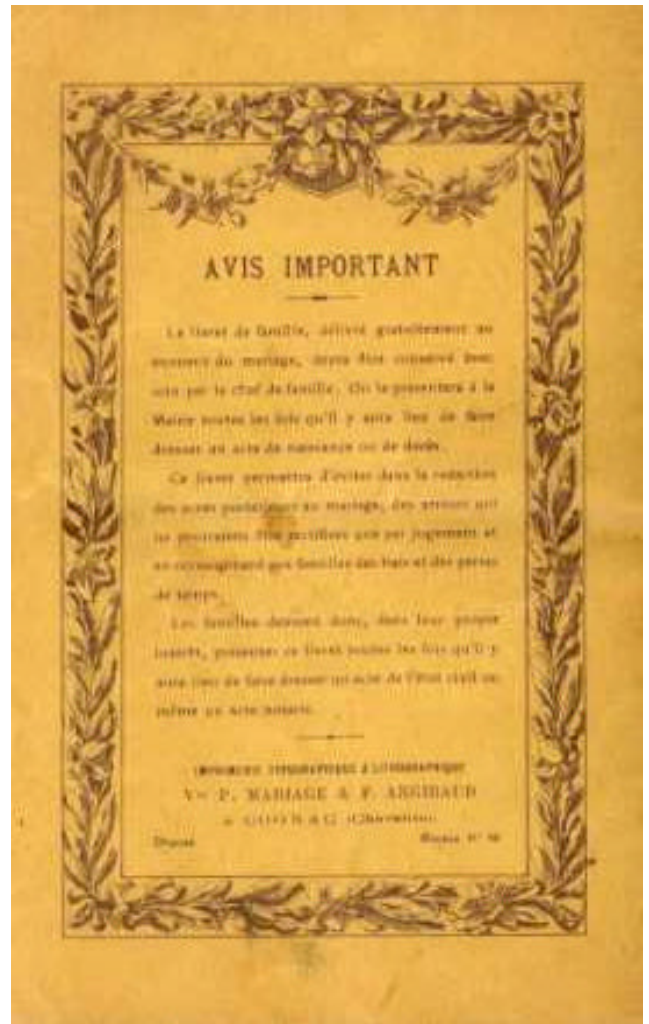 AVIS IMPORTANT
Le livret de famille, délivré gratuitement au
moment du mariage, devra être conservé avec
soin par le chef de famille. On le présentera à la
Mairie toutes les fois qu'il y aura lieu de faire
dresser un acte de naissance ou de décès.
Ce livret permettra d'éviter dans la rédaction
des actes postérieurs au mariage, des erreurs qui
ne pourraient être rectifiées que par jugement et
en occasionnant aux familles des frais et des pertes
de temps.
Les familles devront donc, dans leur propre
intérêt, présenter ce livret toutes les fois qu'il y
aura lieu de faire dresser un acte de l'état civil ou
même un acte notarié.
IMPRIMERIE TYPOGRAPHIQUE & LITHOGRAPHIQUE
Vve P. MARIAGE & F.
à (Charente)
Déposé Modèle N°